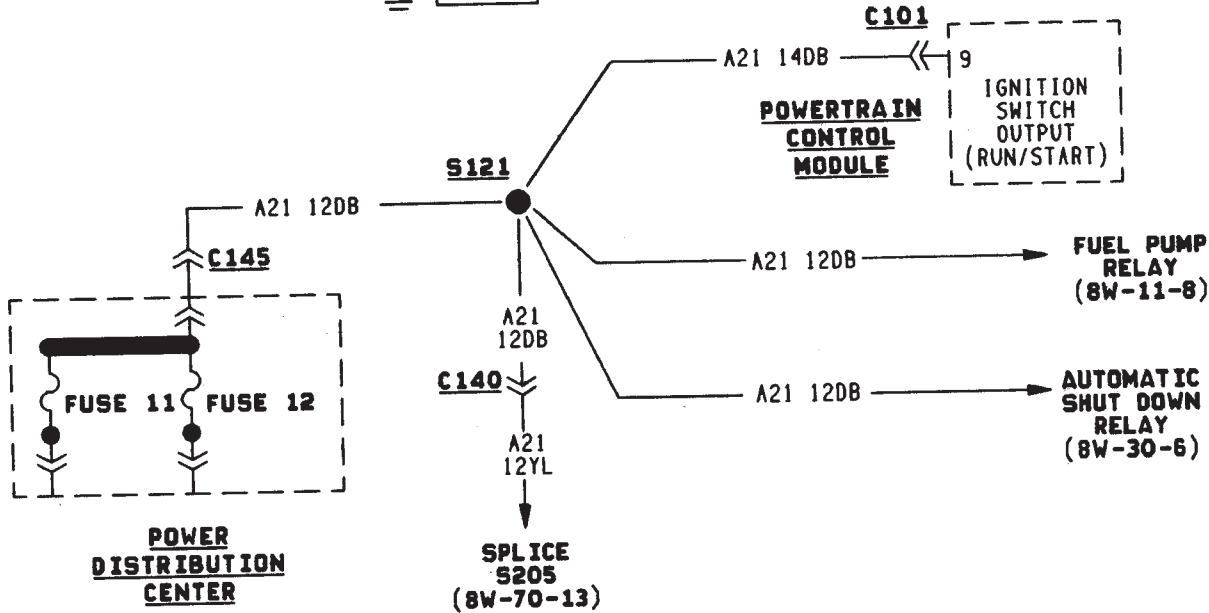 C101
A21 14DB
9
IGNITION
SWITCH
OUTPUT
(RUN/START)
POWERTRAIN
CONTROL
MODULE
S121
A21 12DB
C145
A21 12DB
FUEL PUMP
RELAY
(8W-11-8)
A21
12DB
C140
A21 12DB
AUTOMATIC
SHUT DOWN
RELAY
(8W-30-6)
FUSE 11
FUSE 12
A21
12YL
POWER
DISTRIBUTION
CENTER
SPLICE
S205
(8W-70-13)